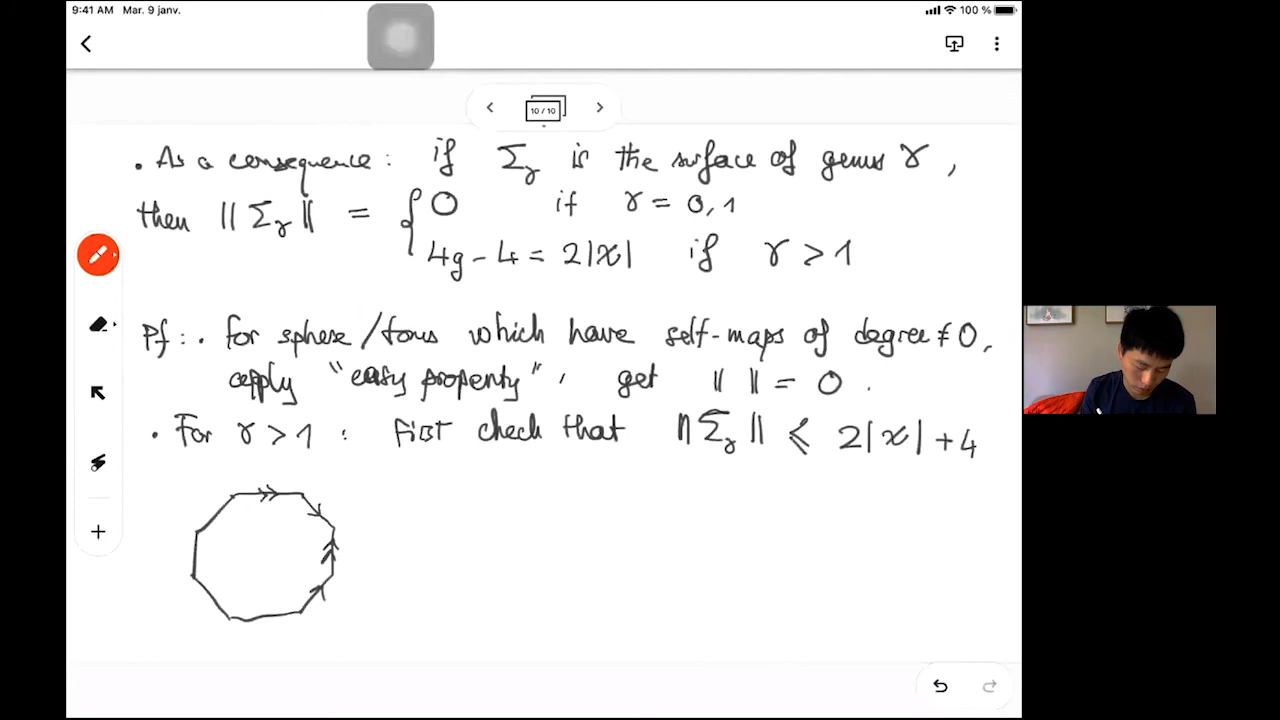 9:41 AM Mar. 9 janv.
100 %
10 / 10
• As a consequence : if Σ_γ is the surface of genus γ ,
then || Σ_γ || = { 0 if γ = 0, 1
4g - 4 = 2|χ| if γ > 1
Pf : • for sphere / torus which have self-maps of degree ≠ 0,
apply "easy property" , get || || = 0 .
• For γ > 1 : first check that || Σ_γ || ≤ 2|χ| + 4